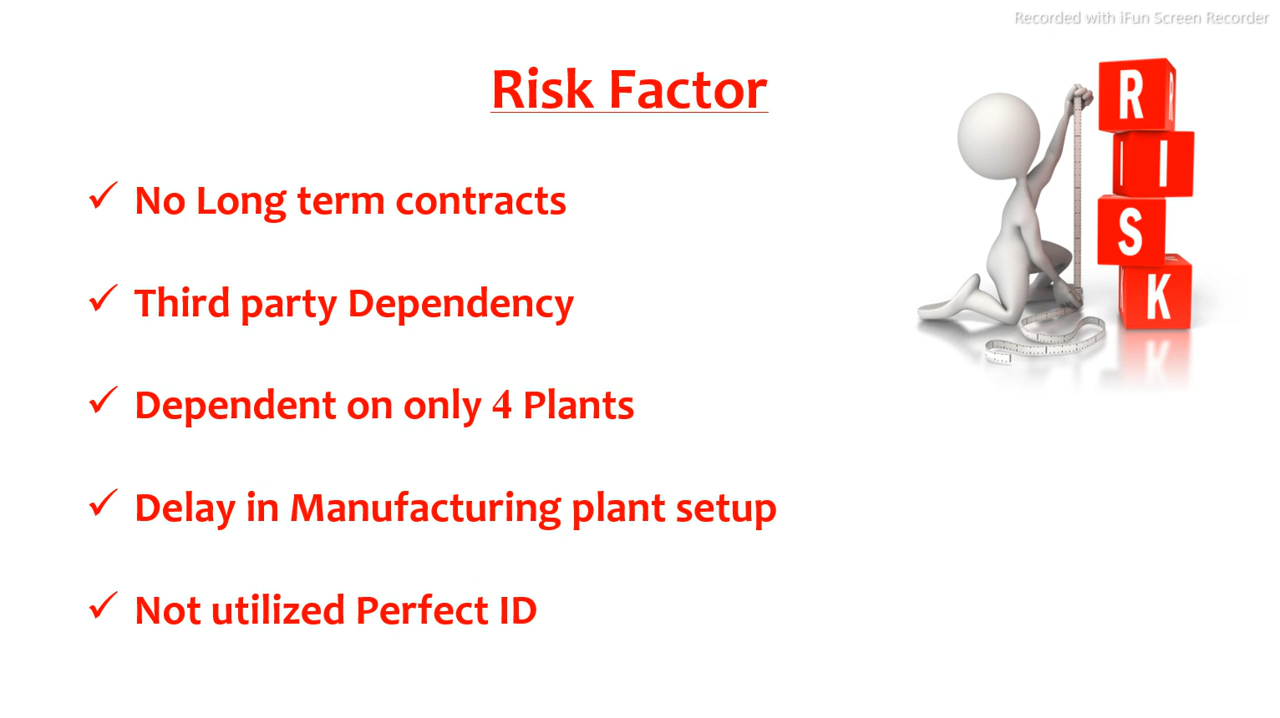 Recorded with iFun Screen Recorder
Risk Factor
✓ No Long term contracts
✓ Third party Dependency
✓ Dependent on only 4 Plants
✓ Delay in Manufacturing plant setup
✓ Not utilized Perfect ID
R
I
S
K